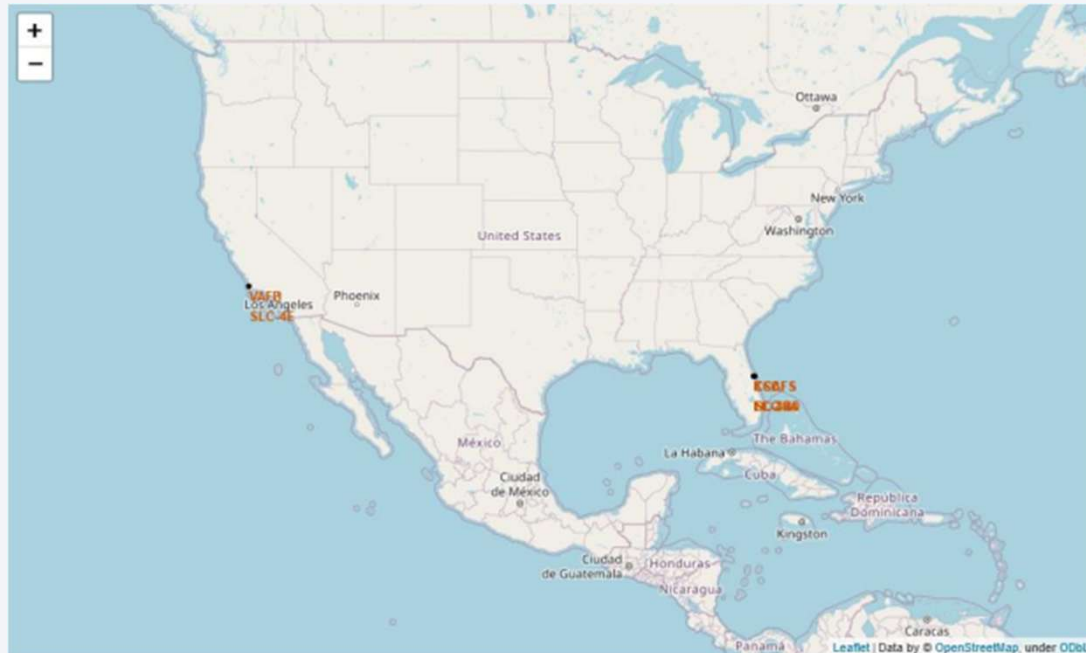 +
−
Ottawa
New York
Washington
United States
VAFB
Los Angeles
SLC-4E
Phoenix
The Bahamas
La Habana
Cuba
México
Ciudad
de México
República
Dominicana
Kingston
Ciudad
de Guatemala
Honduras
Nicaragua
Caracas
Panamá
Leaflet | Data by © OpenStreetMap, under ODbL